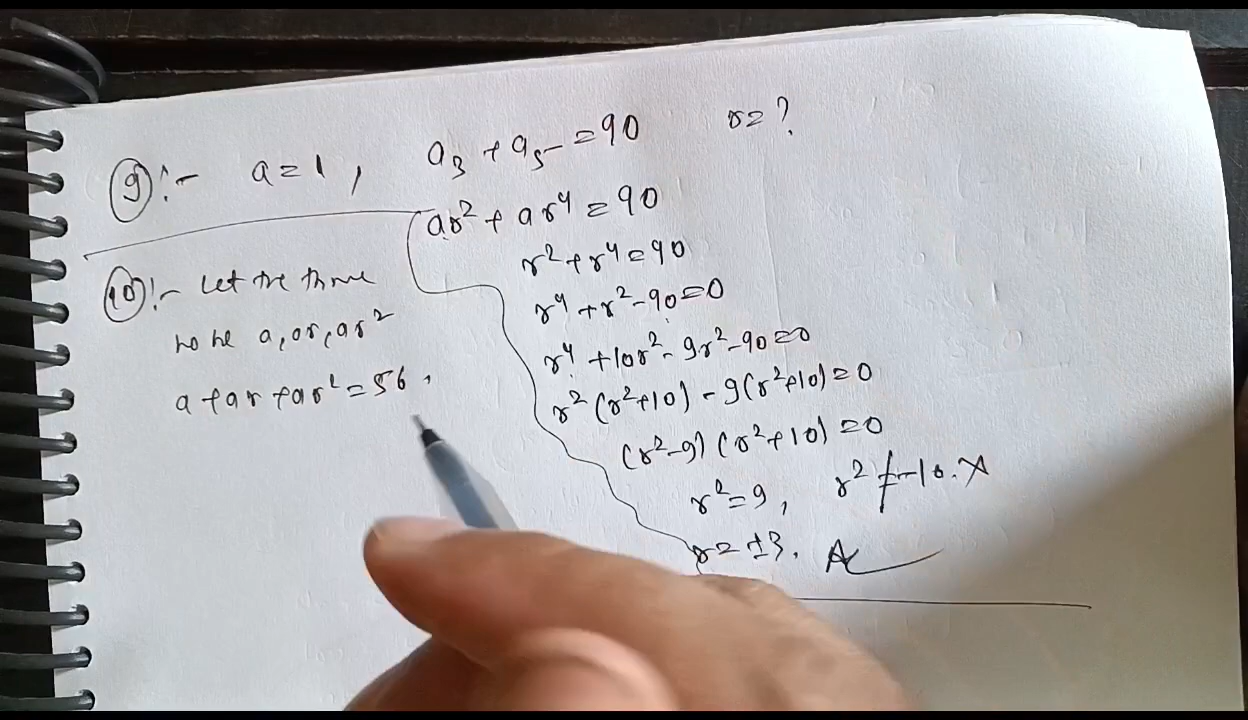 9:- a = 1, a₃ + a₅ = 90 r = ?
ar² + ar⁴ = 90
r² + r⁴ = 90
r⁴ + r² - 90 = 0
r⁴ + 10r² - 9r² - 90 = 0
r² (r² + 10) - 9(r² + 10) = 0
(r² - 9) (r² + 10) = 0
r² = 9, r² ≠ -10. X
r = ±3.
10:- Let the three
no be a, ar, ar²
a + ar + ar² = 56,